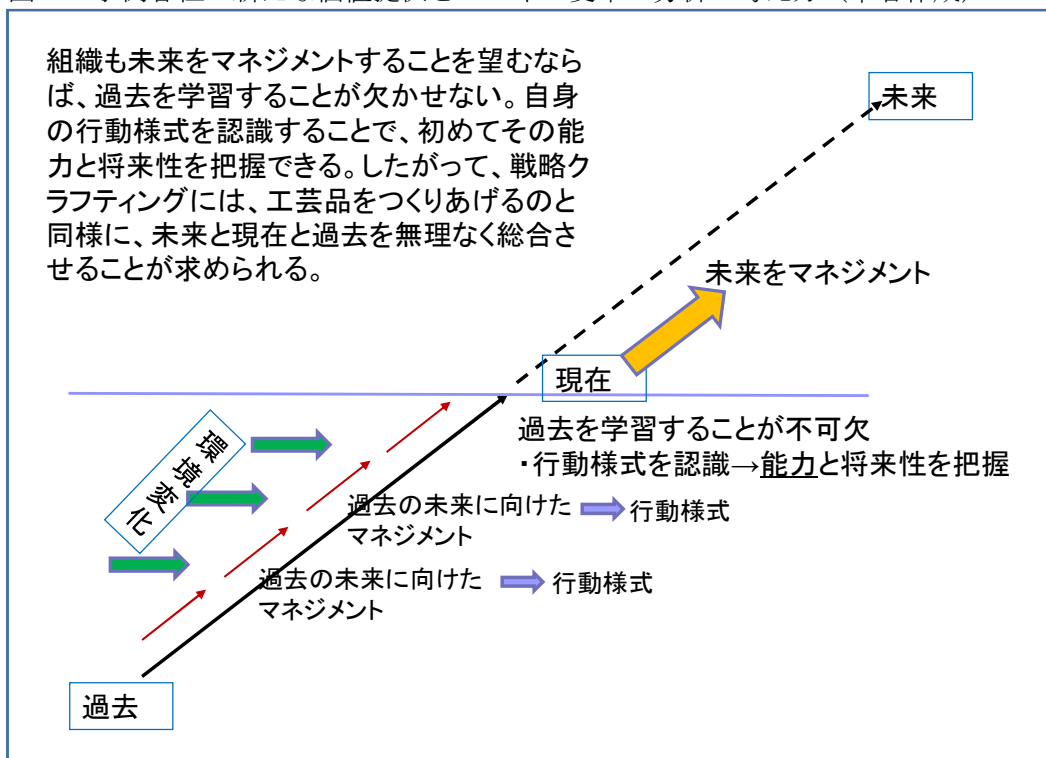 組織も未来をマネジメントすることを望むなら
ば、過去を学習することが欠かせない。自身
の行動様式を認識することで、初めてその能
力と将来性を把握できる。したがって、戦略ク
ラフティングには、工芸品をつくりあげるのと
同様に、未来と現在と過去を無理なく総合さ
せることが求められる。
未来
未来をマネジメント
現在
過去を学習することが不可欠
・行動様式を認識→能力と将来性を把握
環境変化
過去の未来に向けた
マネジメント
行動様式
過去の未来に向けた
マネジメント
行動様式
過去